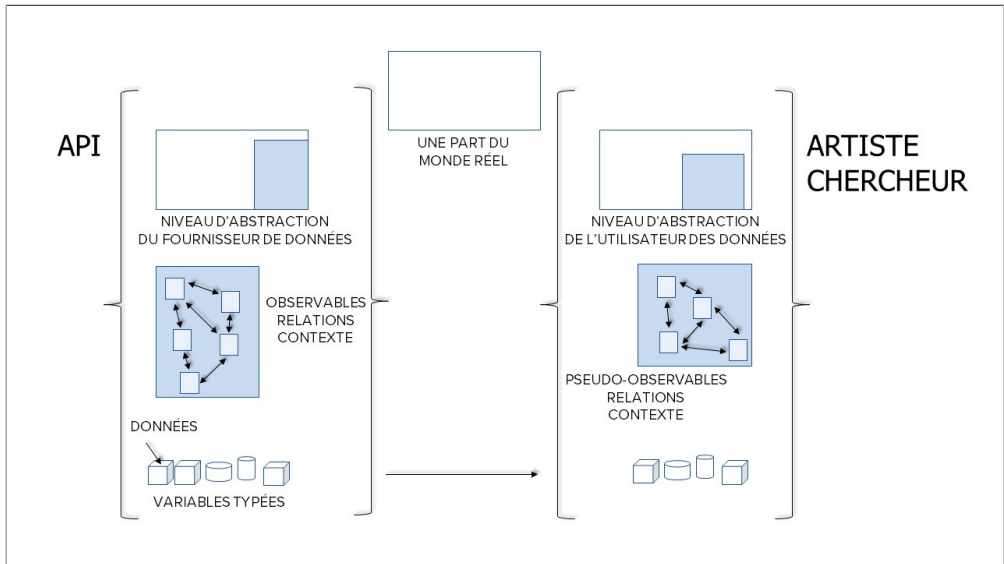 API
NIVEAU D'ABSTRACTION
DU FOURNISSEUR DE DONNÉES
OBSERVABLES
RELATIONS
CONTEXTE
DONNÉES
VARIABLES TYPÉES
UNE PART DU
MONDE RÉEL
NIVEAU D'ABSTRACTION
DE L'UTILISATEUR DES DONNÉES
PSEUDO-OBSERVABLES
RELATIONS
CONTEXTE
ARTISTE
CHERCHEUR